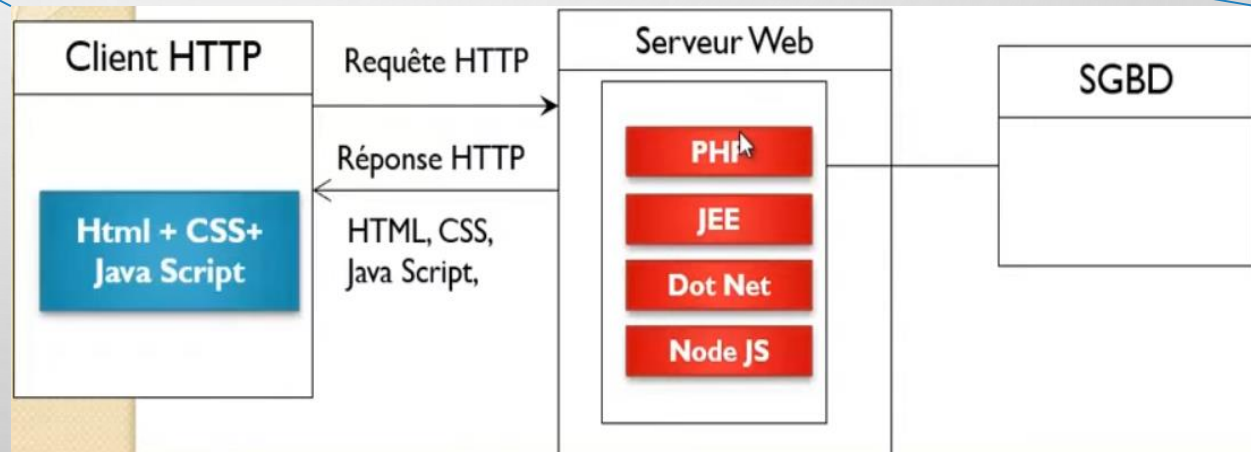 Client HTTP
Html + CSS+
Java Script
Requête HTTP
Réponse HTTP
HTML, CSS,
Java Script,
Serveur Web
PHP
JEE
Dot Net
Node JS
SGBD